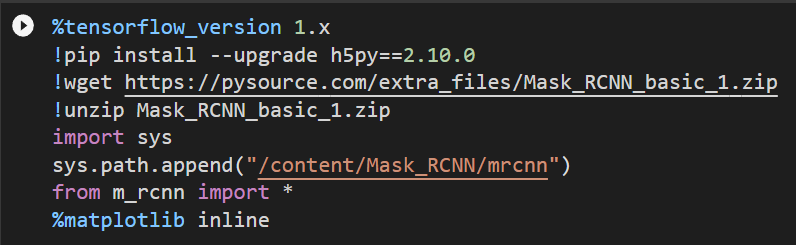 %tensorflow_version 1.x
!pip install --upgrade h5py==2.10.0
!wget https://pysource.com/extra_files/Mask_RCNN_basic_1.zip
!unzip Mask_RCNN_basic_1.zip
import sys
sys.path.append("/content/Mask_RCNN/mrcnn")
from m_rcnn import *
%matplotlib inline